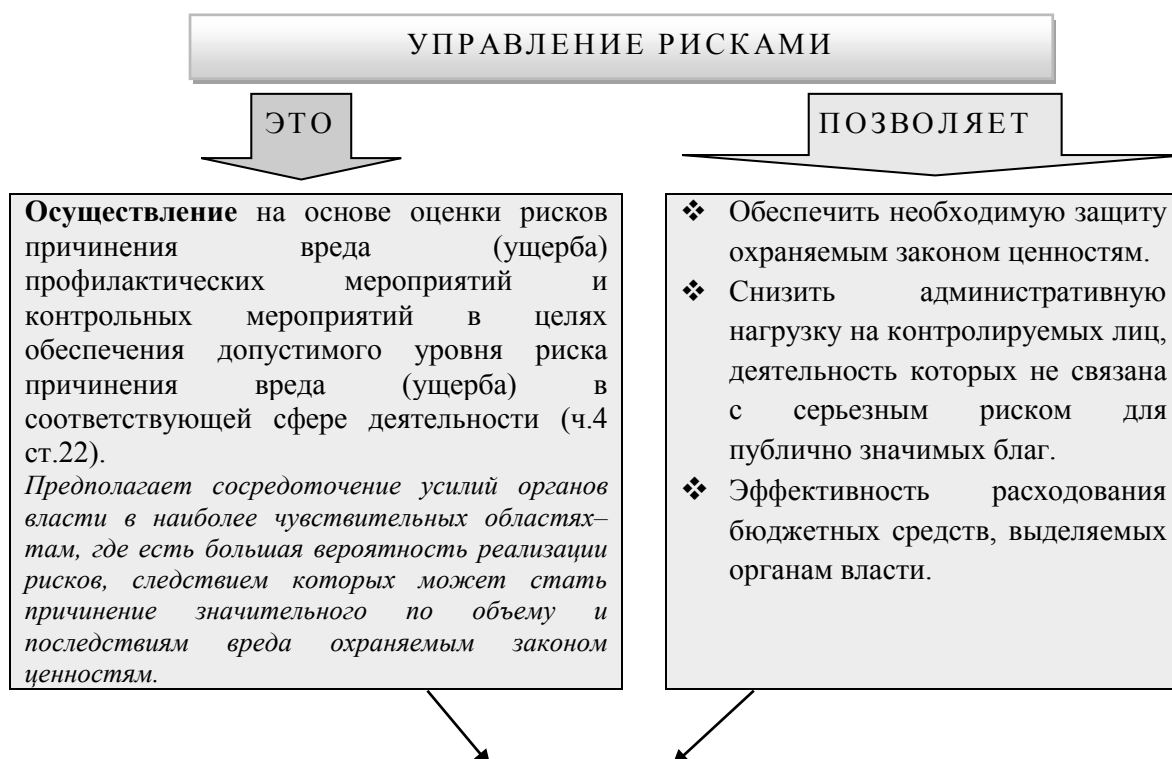 УПРАВЛЕНИЕ РИСКАМИ
ЭТО
ПОЗВОЛЯЕТ
Осуществление на основе оценки рисков
причинения вреда (ущерба)
профилактических мероприятий и
контрольных мероприятий в целях
обеспечения допустимого уровня риска
причинения вреда (ущерба) в
соответствующей сфере деятельности (ч.4
ст.22).
Предполагает сосредоточение усилий органов
власти в наиболее чувствительных областях–
там, где есть большая вероятность реализации
рисков, следствием которых может стать
причинение значительного по объему и
последствиям вреда охраняемым законом
ценностям.
❖ Обеспечить необходимую защиту
охраняемым законом ценностям.
❖ Снизить административную
нагрузку на контролируемых лиц,
деятельность которых не связана
с серьезным риском для
публично значимых благ.
❖ Эффективность расходования
бюджетных средств, выделяемых
органам власти.